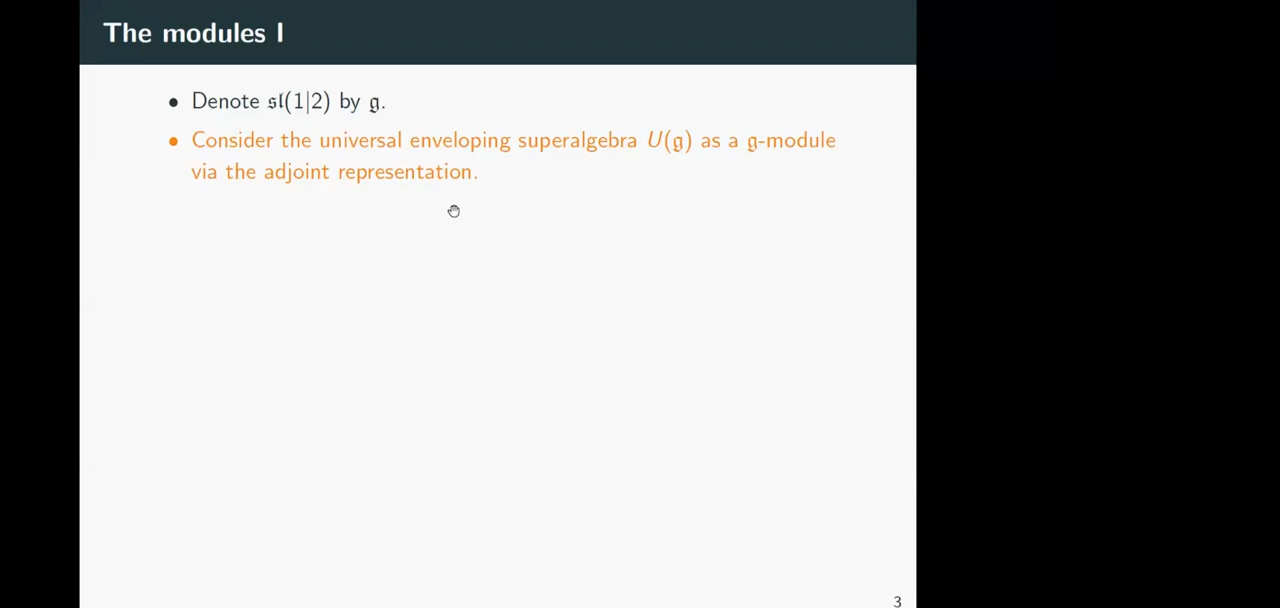 The modules I
• Denote 𝔰𝔩(1|2) by 𝔤.
• Consider the universal enveloping superalgebra U(𝔤) as a 𝔤-module
via the adjoint representation.
3